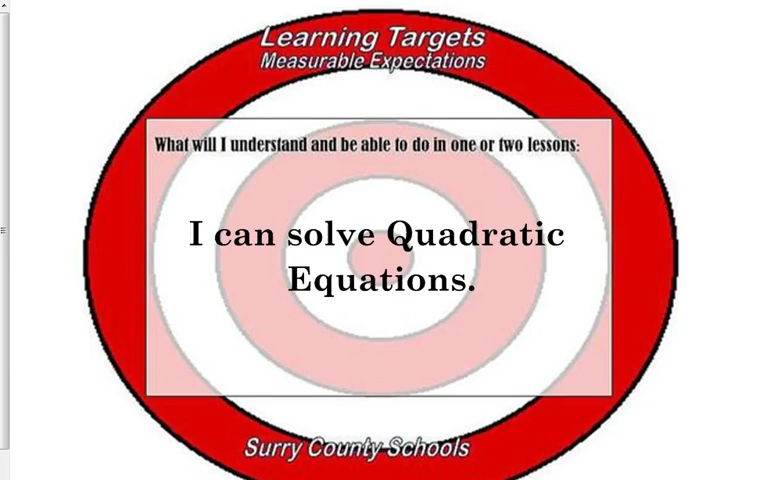 Learning Targets
Measurable Expectations
What will I understand and be able to do in one or two lessons:
I can solve Quadratic
Equations.
Surry County Schools